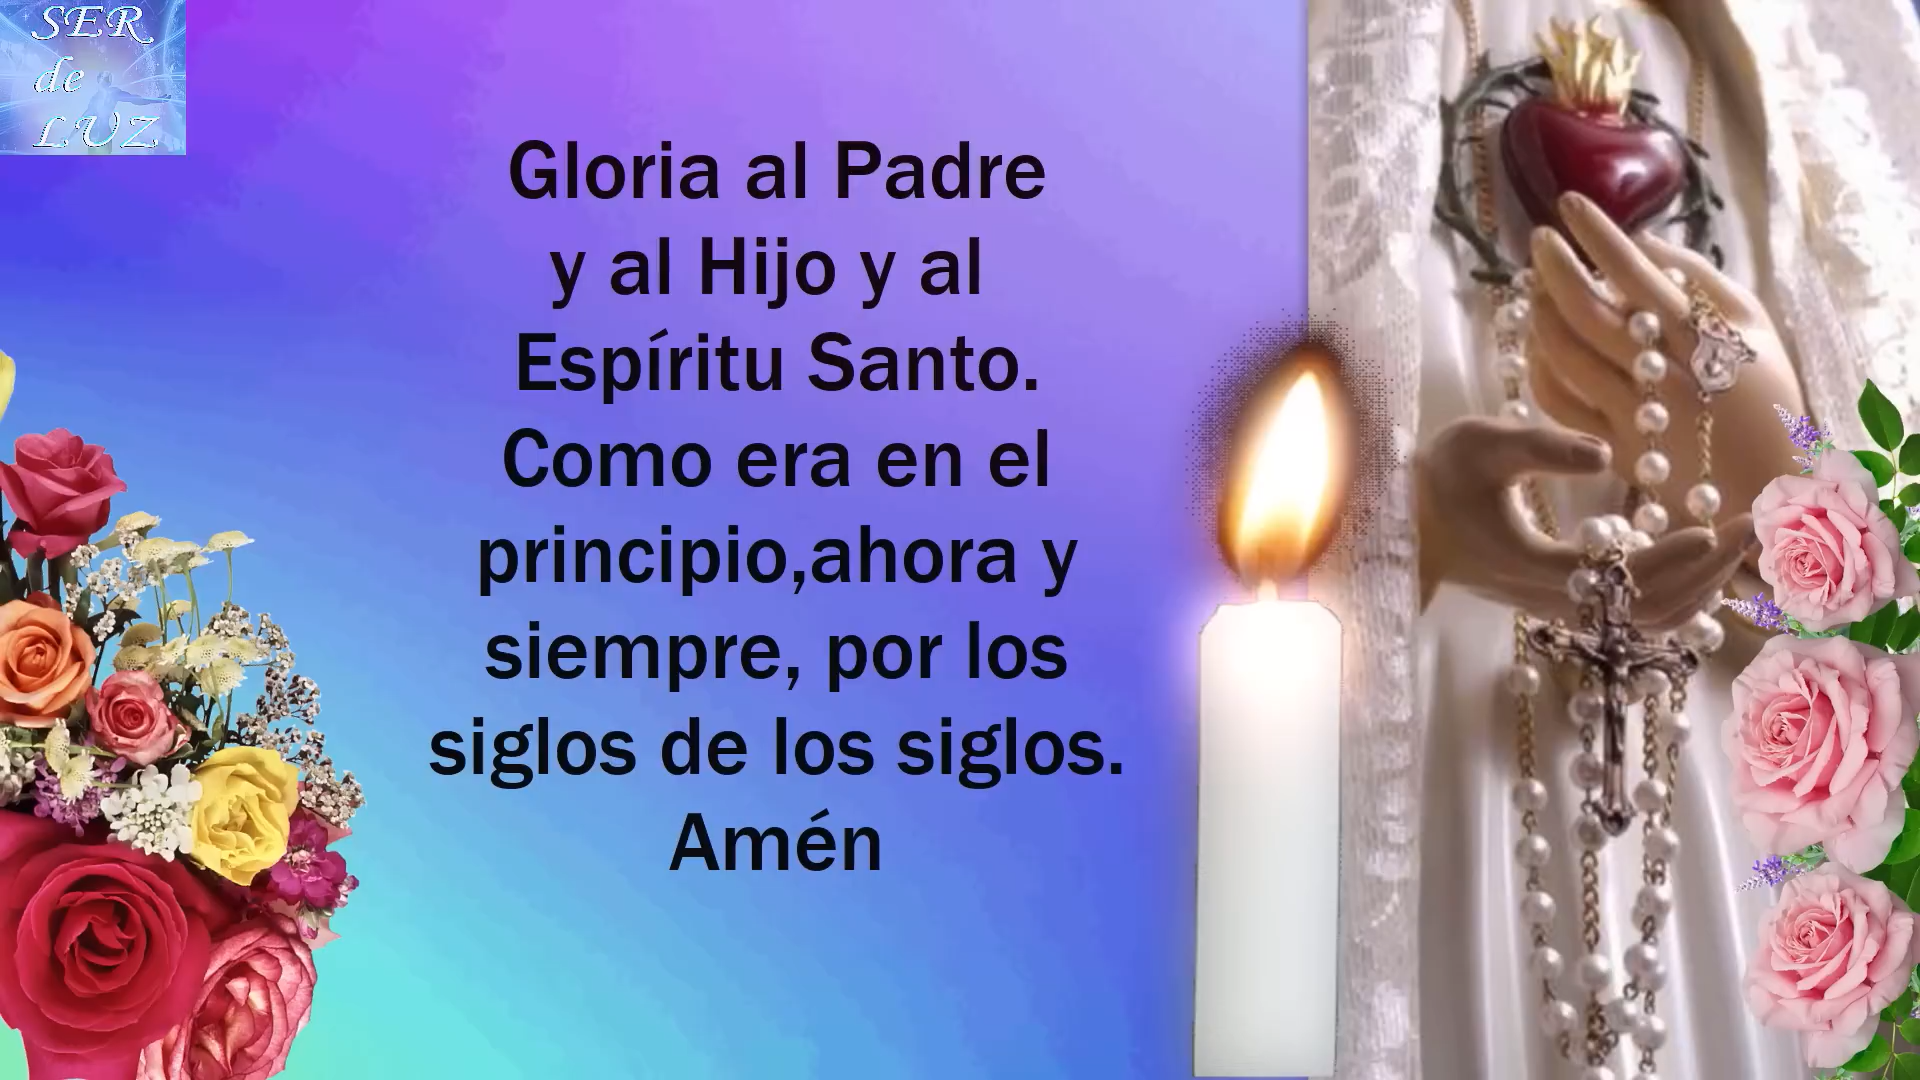 SER
de
LUZ
Gloria al Padre
y al Hijo y al
Espíritu Santo.
Como era en el
principio,ahora y
siempre, por los
siglos de los siglos.
Amén